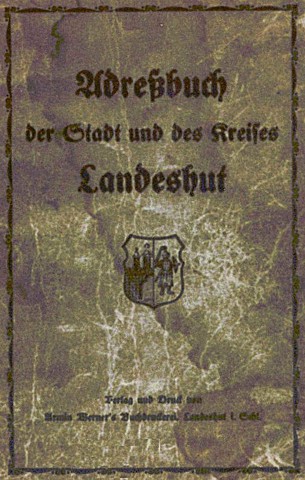 Adreßbuch
der Stadt und des Kreises
Landeshut
Verlag und Druck von
Armin Werner's Buchdruckerei, Landeshut i. Schl.